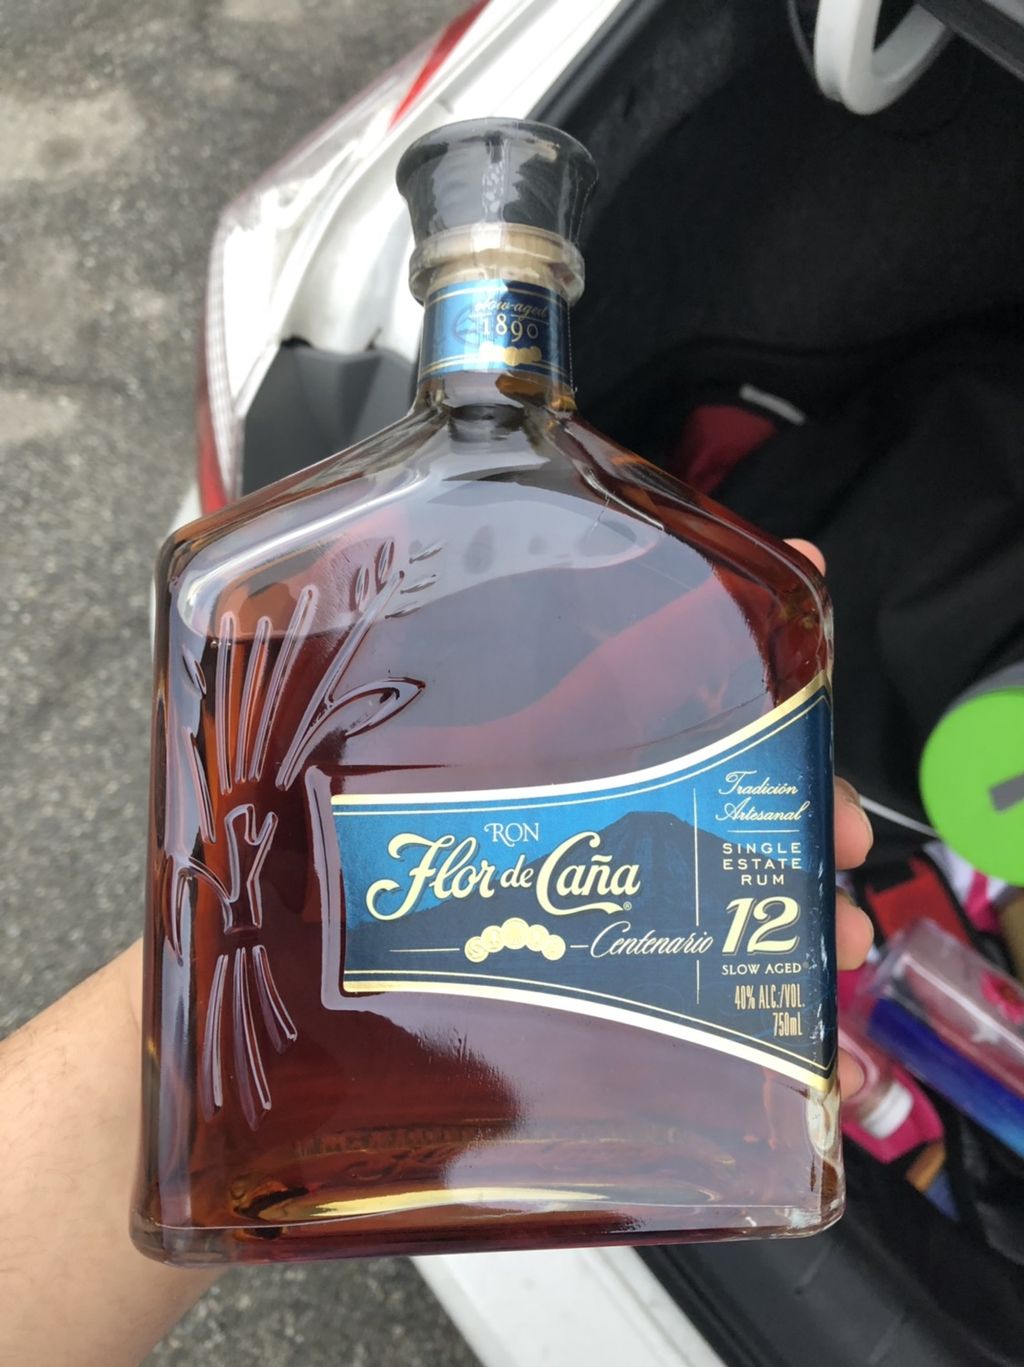 slow-aged
1890
RON
Flor de Caña®
Centenario
Tradición
Artesanal
SINGLE
ESTATE
RUM
12
SLOW AGED®
40% ALC./VOL.
750mL